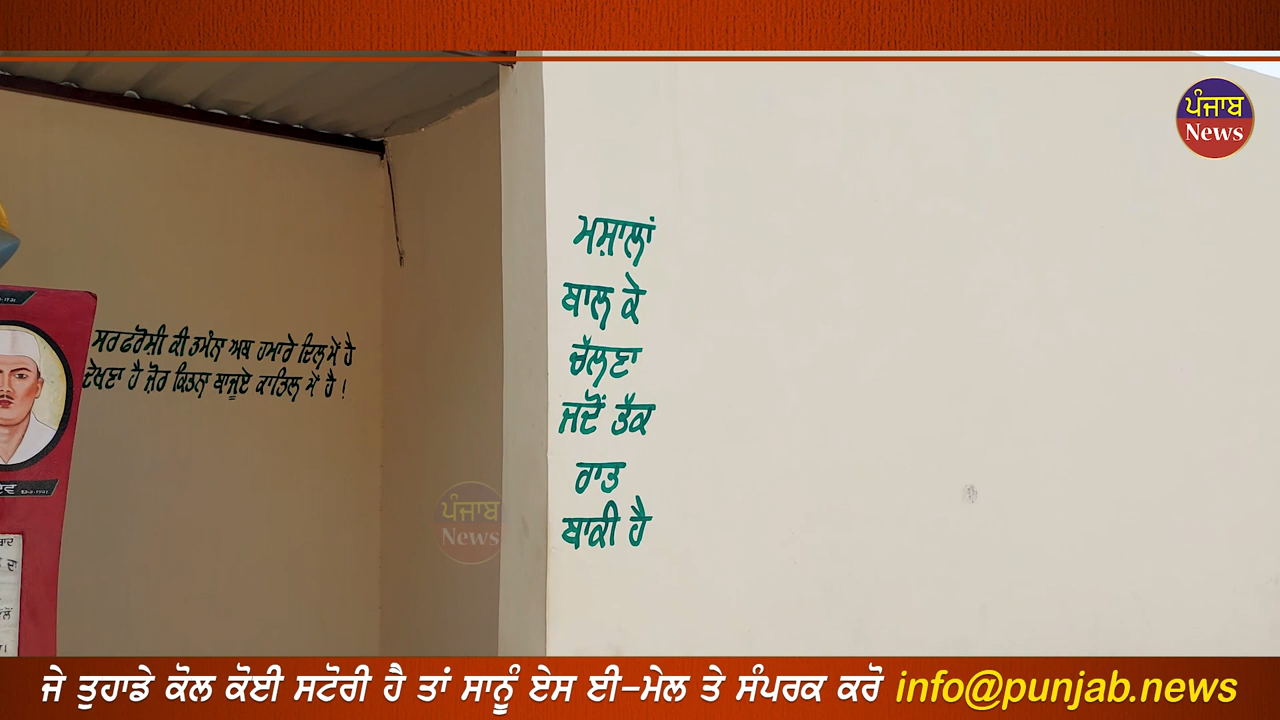 ਪੰਜਾਬ
News
ਮਸ਼ਾਲਾਂ
ਬਾਲ ਕੇ
ਚੱਲਣਾ
ਜਦੋਂ ਤੱਕ
ਰਾਤ
ਬਾਕੀ ਹੈ
ਸਰਫਰੋਸ਼ੀ ਕੀ ਤਮੰਨਾ ਅਬ ਹਮਾਰੇ ਦਿਲ ਮੇਂ ਹੇ
ਦੇਖਣਾ ਹੈ ਜ਼ੋਰ ਕਿਤਨਾ ਬਾਜੂਏ ਕਾਤਿਲ ਮੇਂ ਹੈ !
ਪੰਜਾਬ
News
ਦਾ
ਜੇ ਤੁਹਾਡੇ ਕੋਲ ਕੋਈ ਸਟੋਰੀ ਹੈ ਤਾਂ ਸਾਨੂੰ ਏਸ ਈ-ਮੇਲ ਤੇ ਸੰਪਰਕ ਕਰੋ info@punjab.news